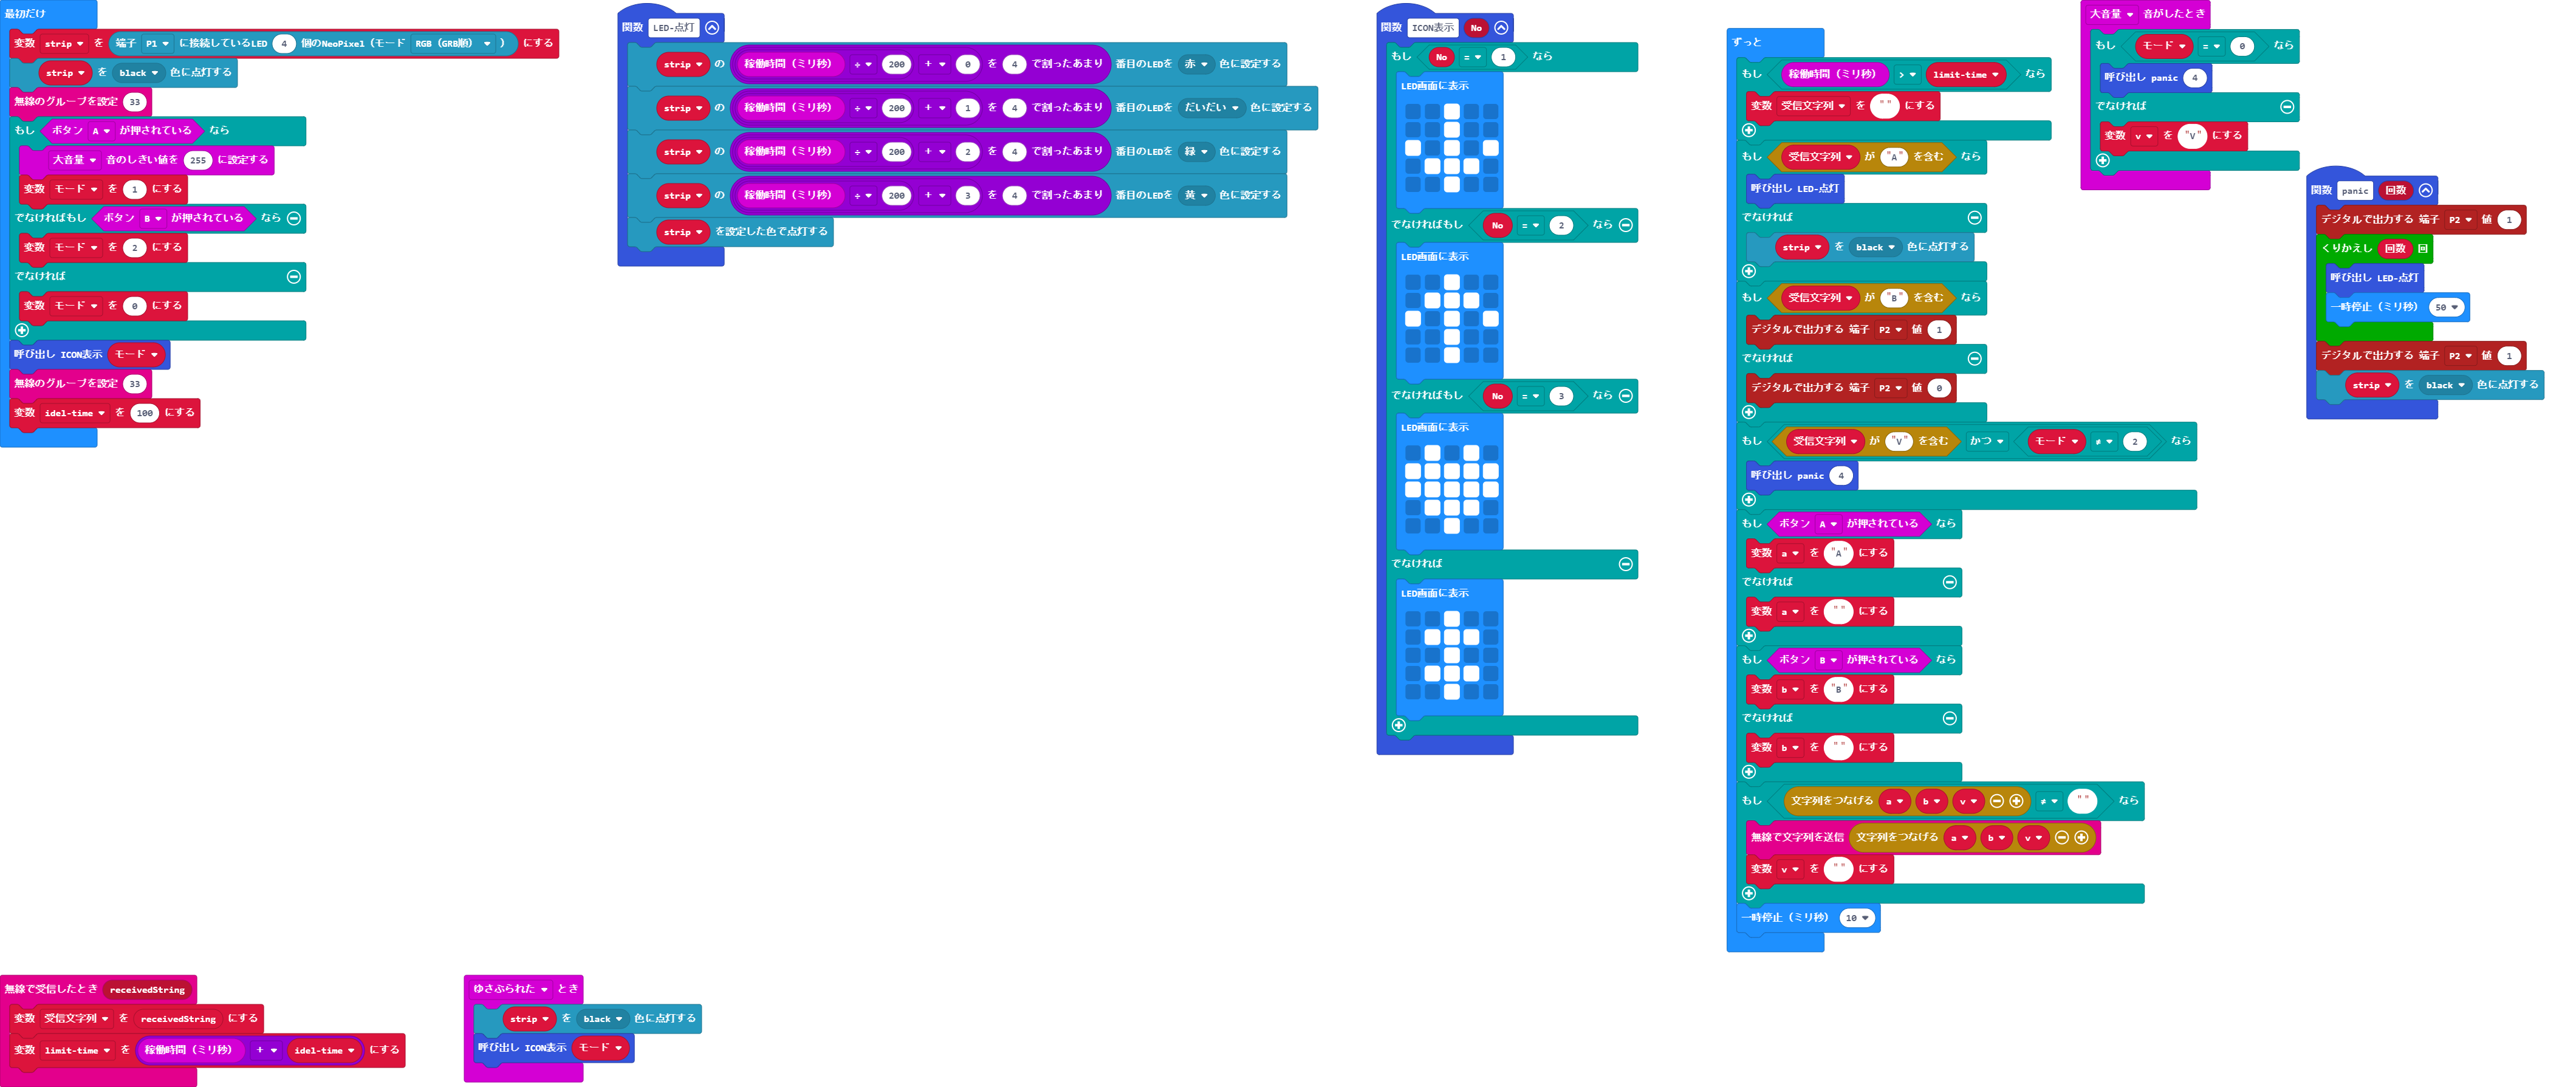 最初だけ
変数 strip を 端子 P1 に接続しているLED 4 個のNeoPixel (モード RGB (GRB順) ) にする
strip を black 色に点灯する
無線のグループを設定 33
もし ボタン A が押されている なら
大音量 音のしきい値を 255 に設定する
変数 モード を 1 にする
でなければもし ボタン B が押されている なら
変数 モード を 2 にする
でなければ
変数 モード を 0 にする
呼び出し ICON表示 モード
無線のグループを設定 33
変数 idel-time を 100 にする
関数 LED-点灯
strip の 稼働時間 (ミリ秒) ÷ 200 + 0 を 4 で割ったあまり 番目のLEDを 赤 色に設定する
strip の 稼働時間 (ミリ秒) ÷ 200 + 1 を 4 で割ったあまり 番目のLEDを だいだい 色に設定する
strip の 稼働時間 (ミリ秒) ÷ 200 + 2 を 4 で割ったあまり 番目のLEDを 緑 色に設定する
strip の 稼働時間 (ミリ秒) ÷ 200 + 3 を 4 で割ったあまり 番目のLEDを 黄 色に設定する
strip を設定した色で点灯する
関数 ICON表示 No
もし No = 1 なら
LED画面に表示
でなければもし No = 2 なら
LED画面に表示
でなければもし No = 3 なら
LED画面に表示
でなければ
LED画面に表示
ずっと
もし 稼働時間 (ミリ秒) > limit-time なら
変数 受信文字列 を "" にする
もし 受信文字列 が "A" を含む なら
呼び出し LED-点灯
でなければ
strip を black 色に点灯する
もし 受信文字列 が "B" を含む なら
デジタルで出力する 端子 P2 値 1
でなければ
デジタルで出力する 端子 P2 値 0
もし 受信文字列 が "V" を含む かつ モード ≠ 2 なら
呼び出し panic 4
もし ボタン A が押されている なら
変数 a を "A" にする
でなければ
変数 a を "" にする
もし ボタン B が押されている なら
変数 b を "B" にする
でなければ
変数 b を "" にする
もし 文字列をつなげる a b v ≠ "" なら
無線で文字列を送信 文字列をつなげる a b v
変数 v を "" にする
一時停止 (ミリ秒) 10
大音量 音がしたとき
もし モード = 0 なら
呼び出し panic 4
でなければ
変数 v を "V" にする
関数 panic 回数
デジタルで出力する 端子 P2 値 1
くりかえし 回数 回
呼び出し LED-点灯
一時停止 (ミリ秒) 50
デジタルで出力する 端子 P2 値 1
strip を black 色に点灯する
無線で受信したとき receivedString
変数 受信文字列 を receivedString にする
変数 limit-time を 稼働時間 (ミリ秒) + idel-time にする
ゆさぶられた とき
strip を black 色に点灯する
呼び出し ICON表示 モード